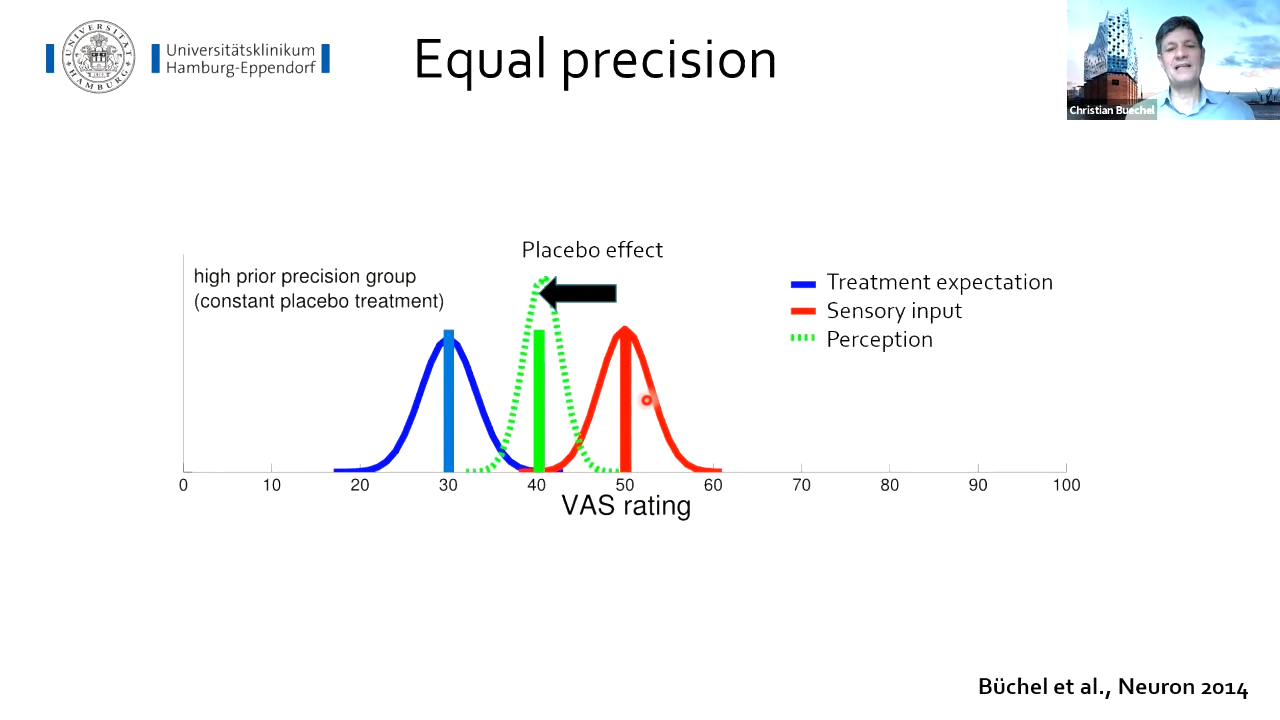 Universitätsklinikum
Hamburg-Eppendorf
Equal precision
Christian Buechel
Placebo effect
high prior precision group
(constant placebo treatment)
Treatment expectation
Sensory input
Perception
0 10 20 30 40 50 60 70 80 90 100
VAS rating
Büchel et al., Neuron 2014